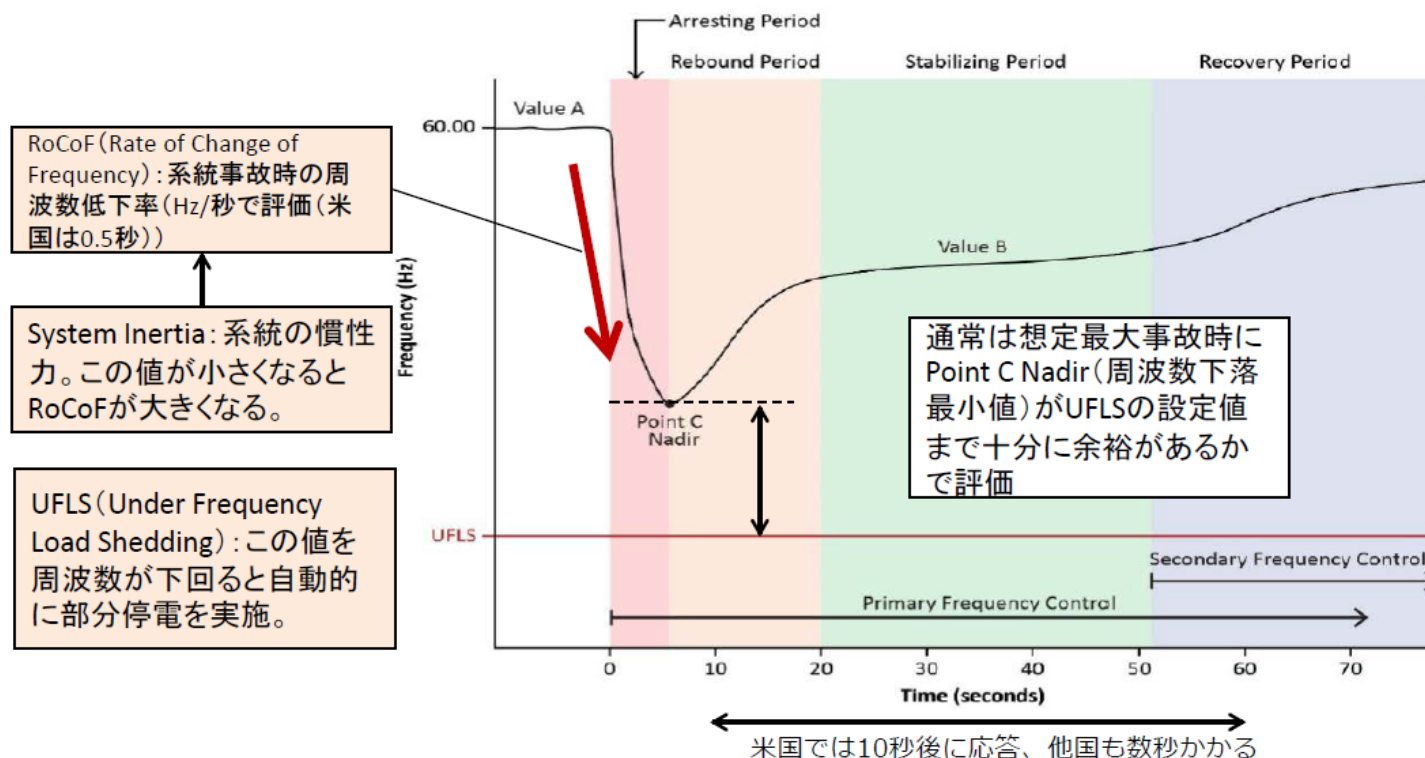 Arresting Period
Rebound Period
Stabilizing Period
Recovery Period
Value A
60.00
RoCoF(Rate of Change of
Frequency):系統事故時の周
波数低下率(Hz/秒で評価(米
国は0.5秒))
System Inertia:系統の慣性
力。この値が小さくなると
RoCoFが大きくなる。
UFLS(Under Frequency
Load Shedding):この値を
周波数が下回ると自動的
に部分停電を実施。
Frequency (Hz)
Value B
Point C
Nadir
通常は想定最大事故時に
Point C Nadir(周波数下落
最小値)がUFLSの設定値
まで十分に余裕があるか
で評価
UFLS
Secondary Frequency Control
Primary Frequency Control
0 10 20 30 40 50 60 70
Time (seconds)
米国では10秒後に応答、他国も数秒かかる